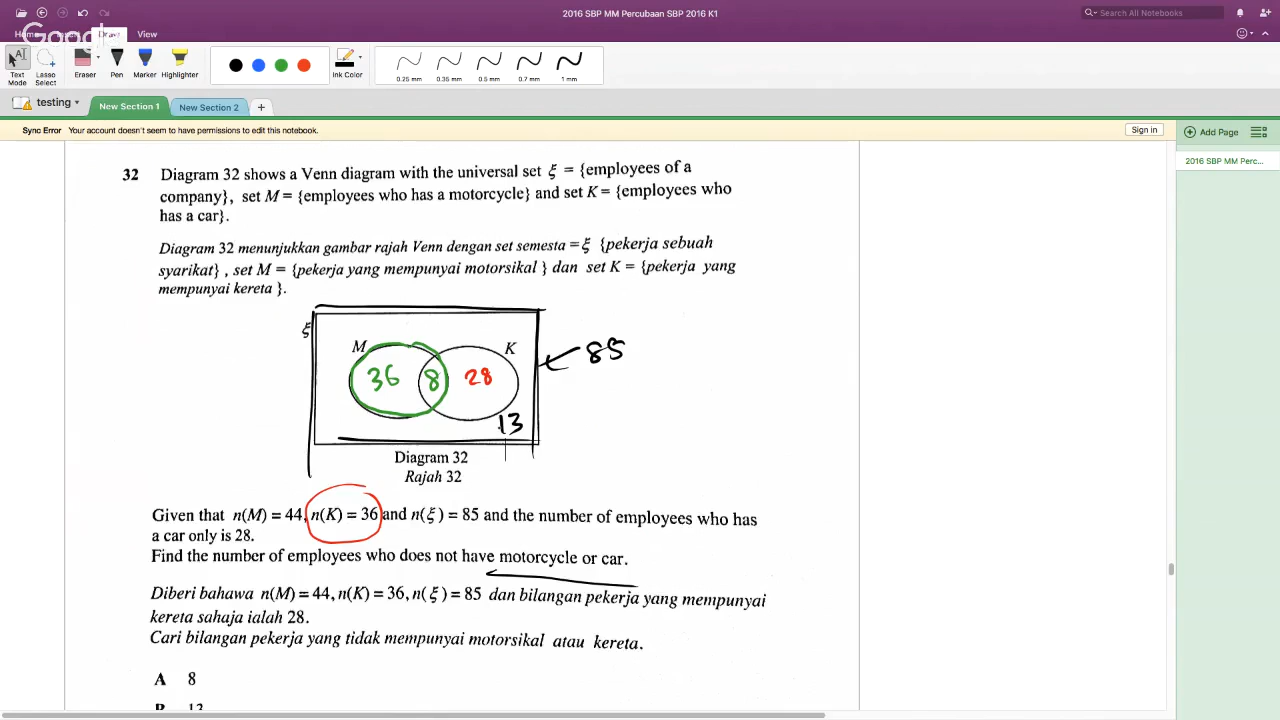 2016 SBP MM Percubaan SBP 2016 K1
Search All Notebooks
Google
Home Insert Draw View
Text Mode
Lasso Select
Eraser
Pen
Marker
Highlighter
Ink Color
0.25 mm
0.35 mm
0.5 mm
0.7 mm
1 mm
testing
New Section 1
New Section 2
+
Sync Error Your account doesn't seem to have permissions to edit this notebook.
Sign in
Add Page
2016 SBP MM Perc...
32 Diagram 32 shows a Venn diagram with the universal set ξ = {employees of a
company}, set M = {employees who has a motorcycle} and set K = {employees who
has a car}.
Diagram 32 menunjukkan gambar rajah Venn dengan set semesta = ξ {pekerja sebuah
syarikat} , set M = {pekerja yang mempunyai motorsikal } dan set K = {pekerja yang
mempunyai kereta }.
ξ
M
K
85
36
8
28
13
Diagram 32
Rajah 32
Given that n(M) = 44, n(K) = 36 and n(ξ) = 85 and the number of employees who has
a car only is 28.
Find the number of employees who does not have motorcycle or car.
Diberi bahawa n(M) = 44, n(K) = 36, n(ξ) = 85 dan bilangan pekerja yang mempunyai
kereta sahaja ialah 28.
Cari bilangan pekerja yang tidak mempunyai motorsikal atau kereta.
A 8
B 13